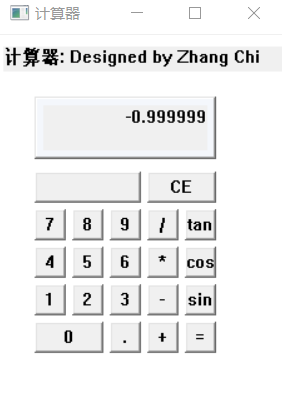 计算器
计算器: Designed by Zhang Chi
-0.999999
CE
7 8 9 / tan
4 5 6 * cos
1 2 3 - sin
0 . + =